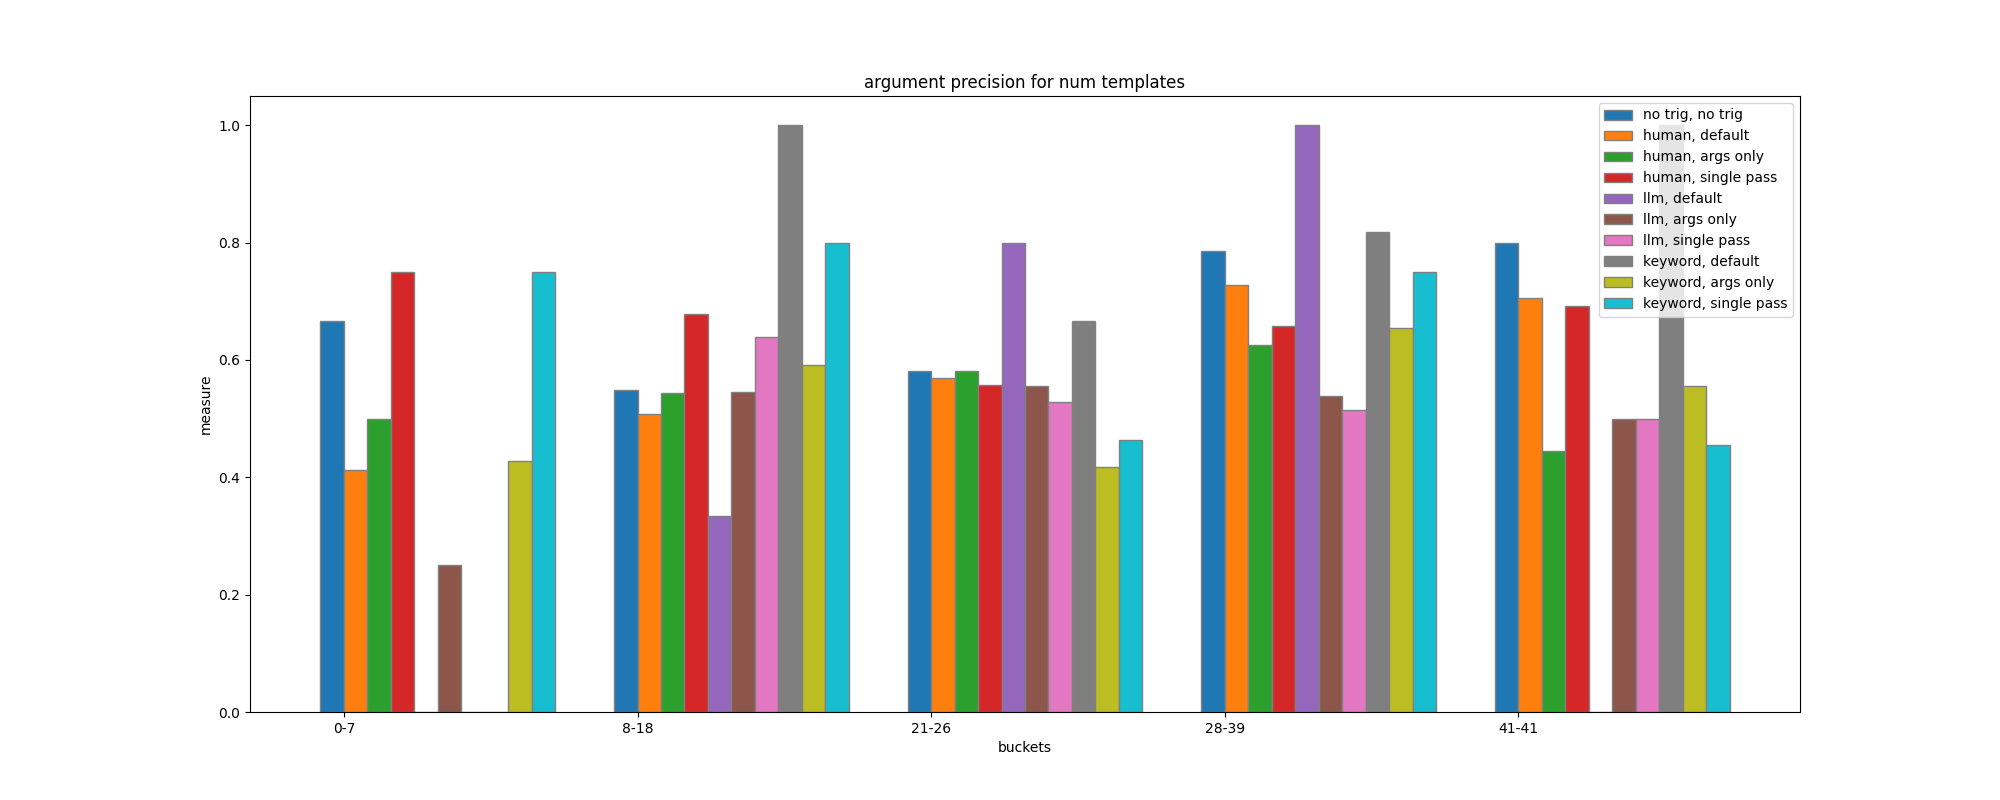 argument precision for num templates
1.0
0.8
0.6
0.4
0.2
0.0
measure
no trig, no trig
human, default
human, args only
human, single pass
llm, default
llm, args only
llm, single pass
keyword, default
keyword, args only
keyword, single pass
0-7
8-18
21-26
28-39
41-41
buckets